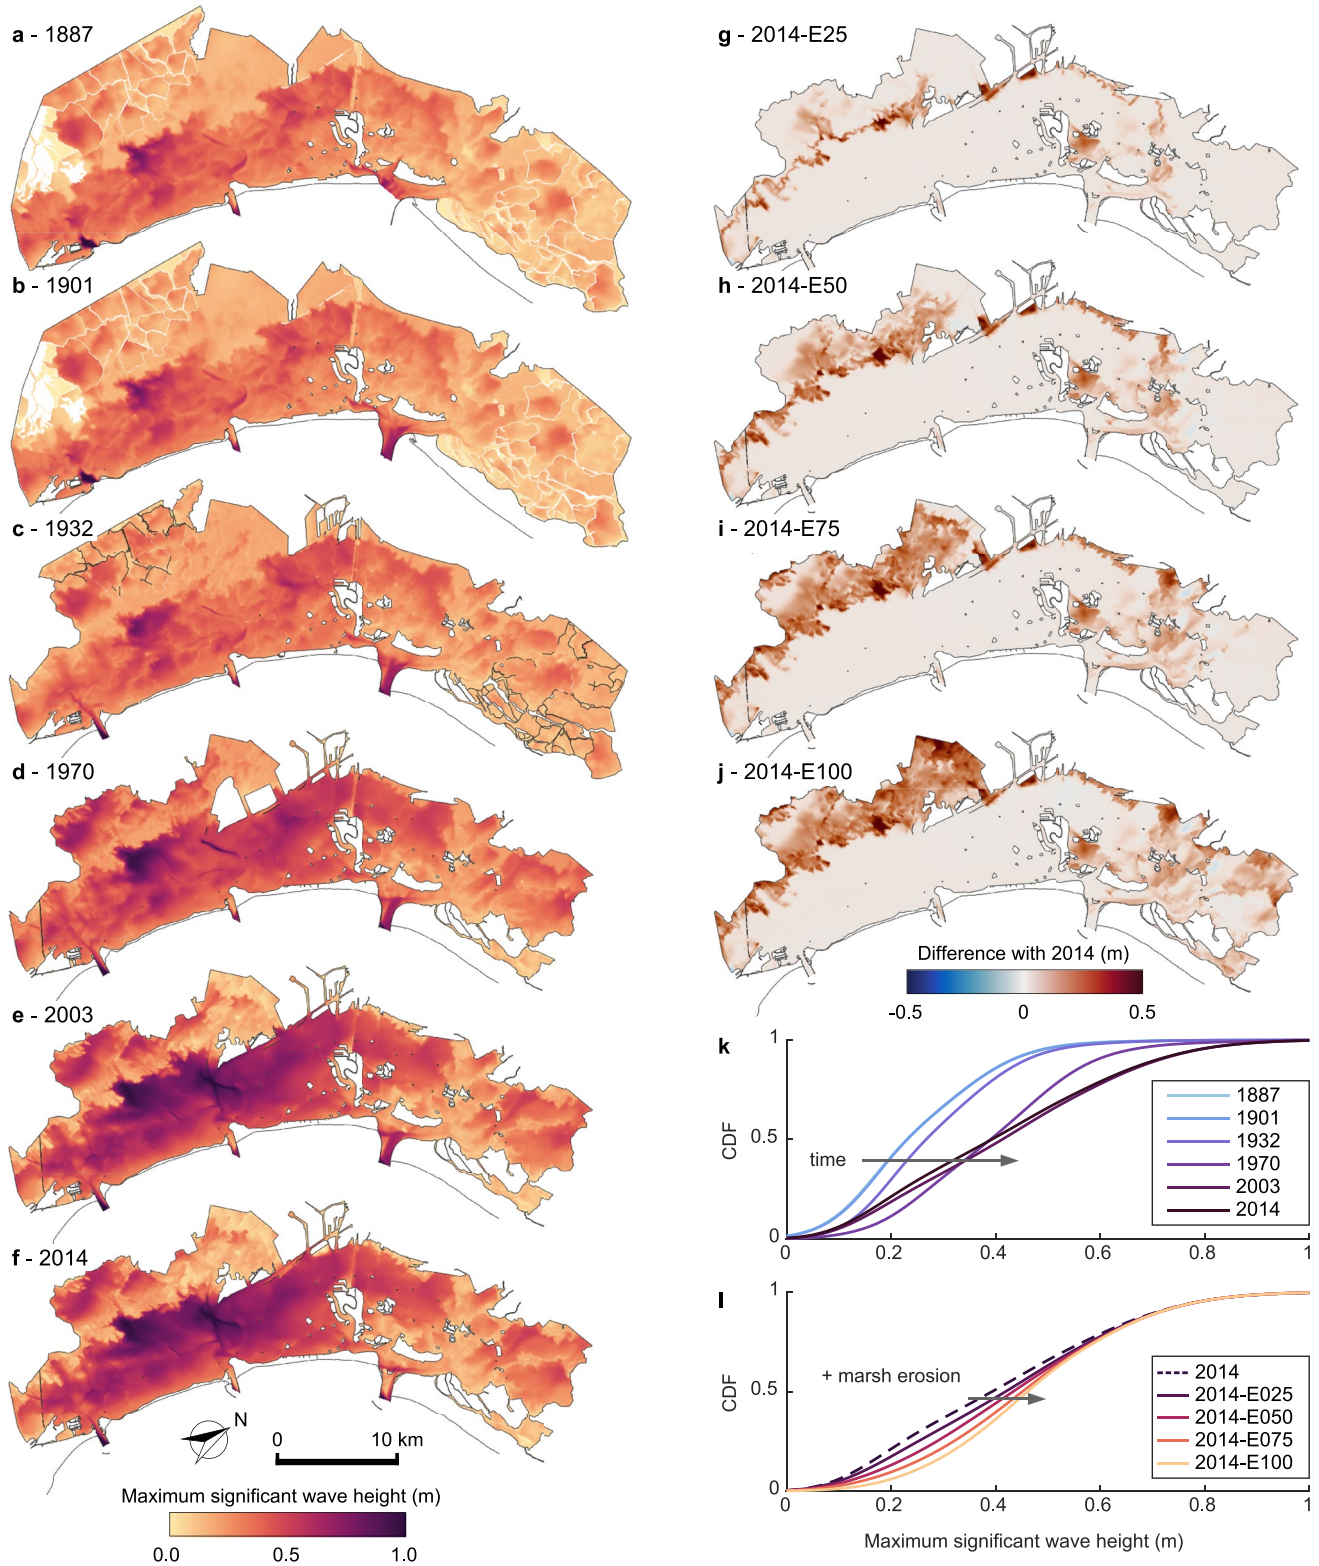 a - 1887
b - 1901
c - 1932
d - 1970
e - 2003
f - 2014
N
0 10 km
Maximum significant wave height (m)
0.0 0.5 1.0
g - 2014-E25
h - 2014-E50
i - 2014-E75
j - 2014-E100
Difference with 2014 (m)
-0.5 0 0.5
k
1
0.5
0
CDF
time
1887
1901
1932
1970
2003
2014
0 0.2 0.4 0.6 0.8 1
l
1
0.5
0
CDF
+ marsh erosion
2014
2014-E025
2014-E050
2014-E075
2014-E100
0 0.2 0.4 0.6 0.8 1
Maximum significant wave height (m)